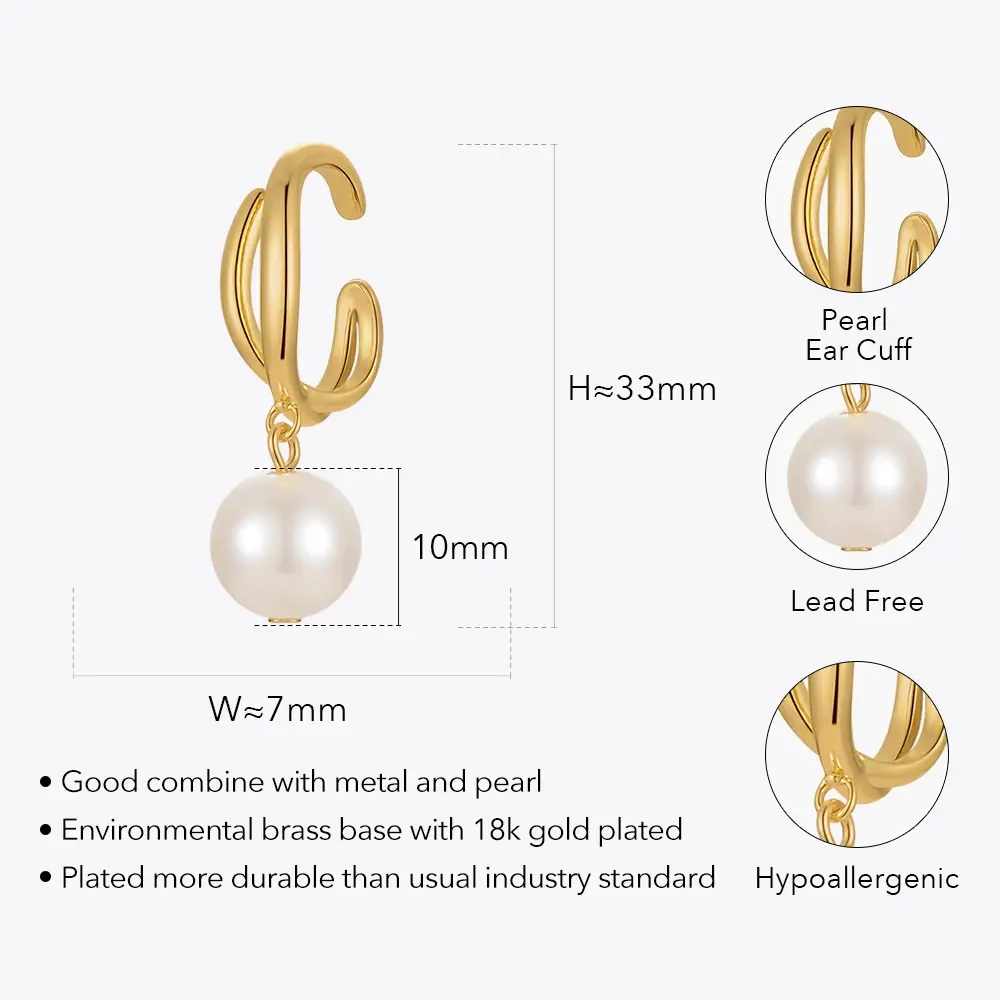 H≈33mm
10mm
W≈7mm
• Good combine with metal and pearl
• Environmental brass base with 18k gold plated
• Plated more durable than usual industry standard
Pearl
Ear Cuff
Lead Free
Hypoallergenic